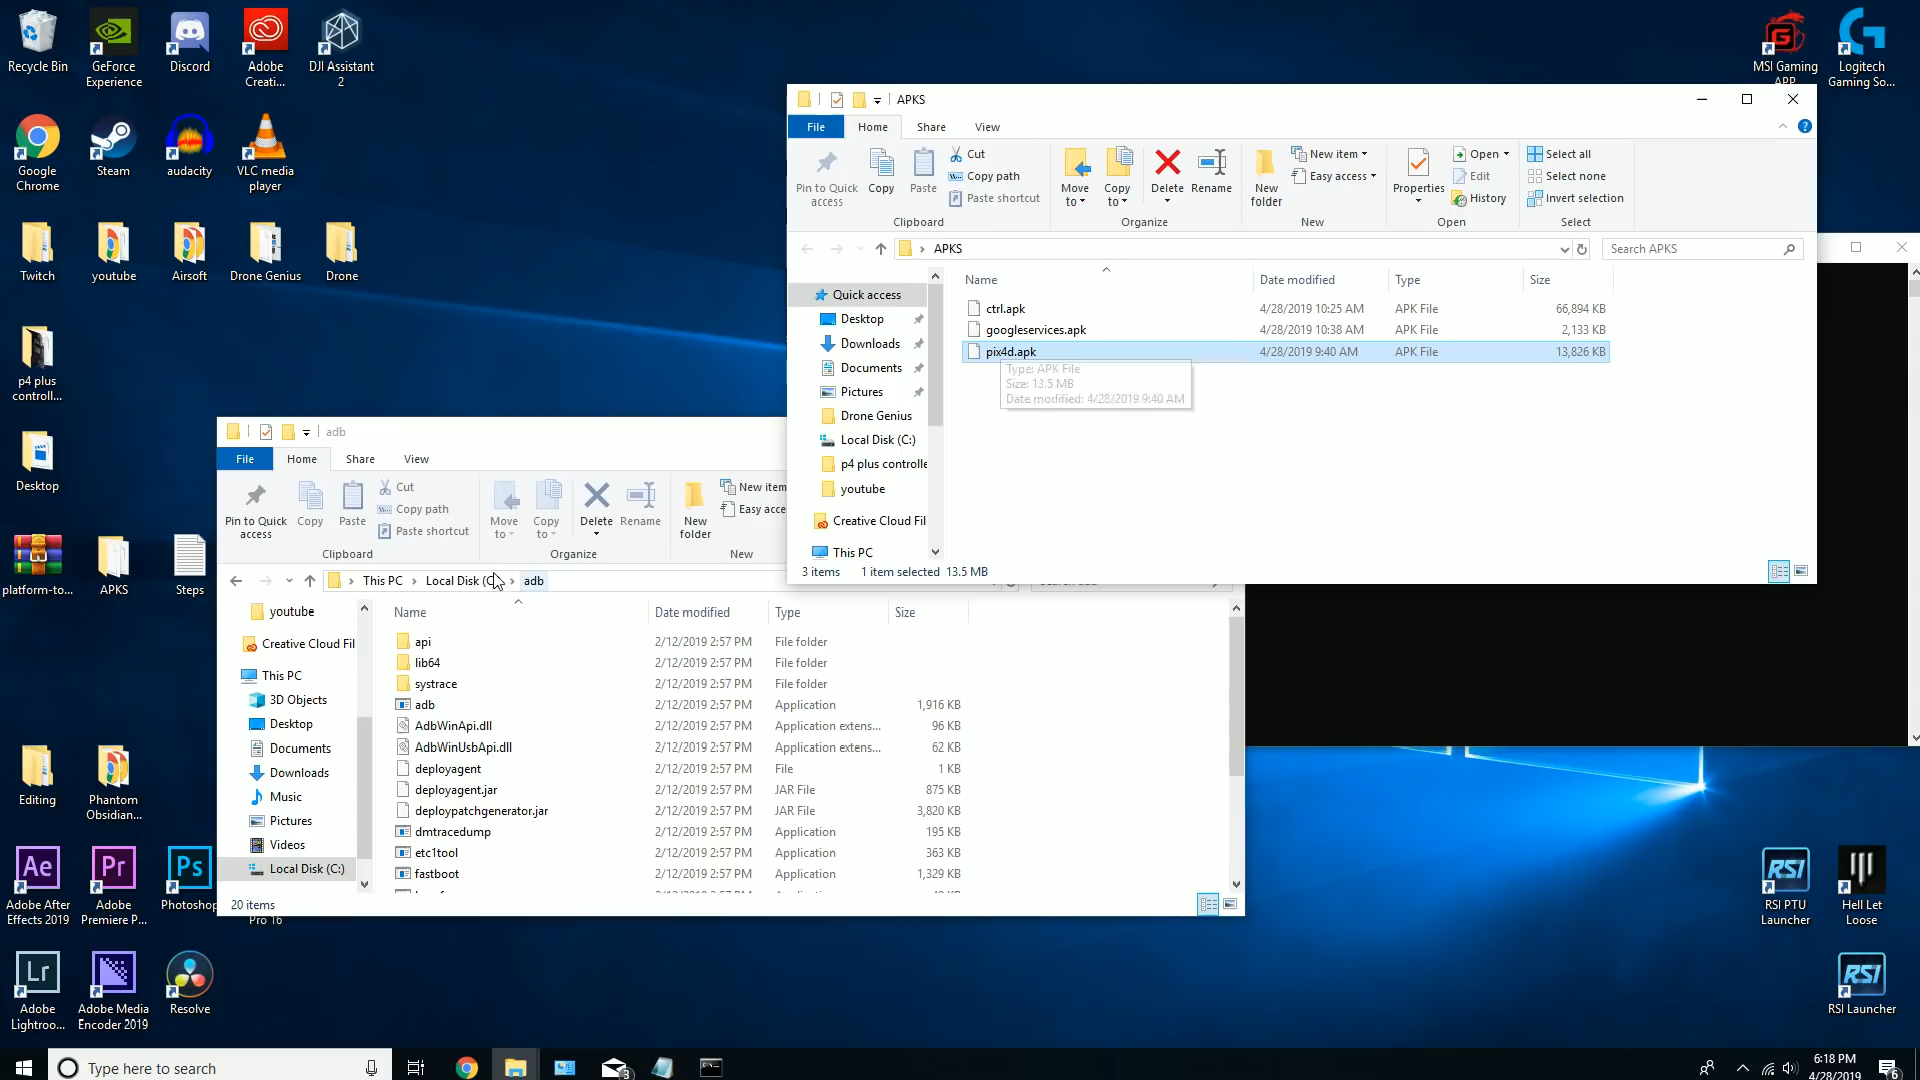 Recycle Bin
GeForce
Experience
Discord
Adobe
Creati...
DJI Assistant
2
MSI Gaming
APP
Logitech
Gaming So...
Google
Chrome
Steam
audacity
VLC media
player
Twitch
youtube
Airsoft
Drone Genius
Drone
p4 plus
controll...
Desktop
platform-to...
APKS
Steps
Editing
Phantom
Obsidian...
Ae
Pr
Ps
Adobe After
Effects 2019
Adobe
Premiere P...
Photoshop
Pro 16
Lr
Adobe
Lightroo...
Adobe Media
Encoder 2019
Resolve
RSI
RSI PTU
Launcher
Hell Let
Loose
RSI
RSI Launcher
APKS
File
Home
Share
View
Pin to Quick
access
Copy
Paste
Cut
Copy path
Paste shortcut
Clipboard
Move
to
Copy
to
Delete
Rename
Organize
New
folder
New item
Easy access
New
Properties
Open
Edit
History
Open
Select all
Select none
Invert selection
Select
APKS
Search APKS
Quick access
Desktop
Downloads
Documents
Pictures
Drone Genius
Local Disk (C:)
p4 plus controlle
youtube
Creative Cloud Fil
This PC
Name Date modified Type Size
ctrl.apk 4/28/2019 10:25 AM APK File 66,894 KB
googleservices.apk 4/28/2019 10:38 AM APK File 2,133 KB
pix4d.apk 4/28/2019 9:40 AM APK File 13,826 KB
Type: APK File
Size: 13.5 MB
Date modified: 4/28/2019 9:40 AM
3 items 1 item selected 13.5 MB
adb
File
Home
Share
View
Pin to Quick
access
Copy
Paste
Cut
Copy path
Paste shortcut
Clipboard
Move
to
Copy
to
Delete
Rename
Organize
New
folder
New item
Easy acce
New
This PC Local Disk (C adb
youtube
Creative Cloud Fil
This PC
3D Objects
Desktop
Documents
Downloads
Music
Pictures
Videos
Local Disk (C:)
Name Date modified Type Size
api 2/12/2019 2:57 PM File folder
lib64 2/12/2019 2:57 PM File folder
systrace 2/12/2019 2:57 PM File folder
adb 2/12/2019 2:57 PM Application 1,916 KB
AdbWinApi.dll 2/12/2019 2:57 PM Application extens... 96 KB
AdbWinUsbApi.dll 2/12/2019 2:57 PM Application extens... 62 KB
deployagent 2/12/2019 2:57 PM File 1 KB
deployagent.jar 2/12/2019 2:57 PM JAR File 875 KB
deploypatchgenerator.jar 2/12/2019 2:57 PM JAR File 3,820 KB
dmtracedump 2/12/2019 2:57 PM Application 195 KB
etc1tool 2/12/2019 2:57 PM Application 363 KB
fastboot 2/12/2019 2:57 PM Application 1,329 KB
20 items
Type here to search
3
6:18 PM
4/28/2019
6